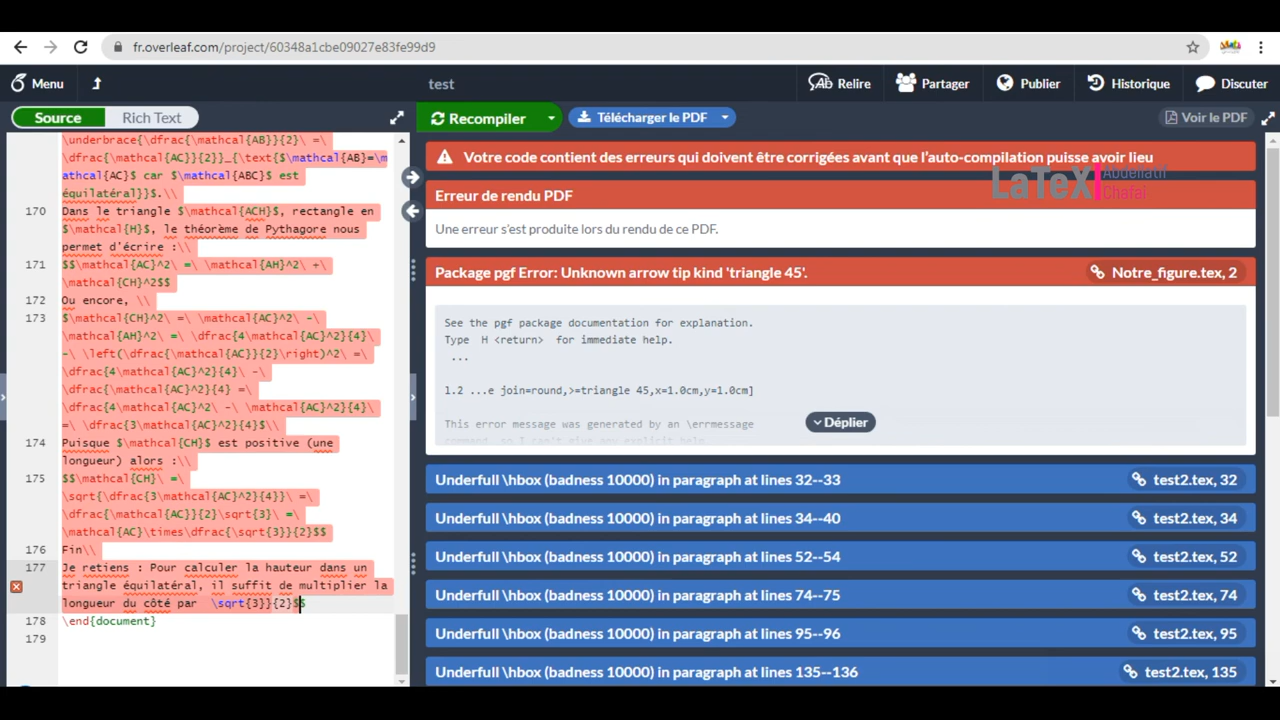 fr.overleaf.com/project/60348a1cbe09027e83fe99d9
Menu
test
Relire
Partager
Publier
Historique
Discuter
Source
Rich Text
Recompiler
Télécharger le PDF
Voir le PDF
\underbrace{\dfrac{\mathcal{AB}}{2}\ =\
\dfrac{\mathcal{AC}}{2}}_{\text{$\mathcal{AB}=\m
athcal{AC}$ car $\mathcal{ABC}$ est
équilatéral}}$.\\
170 Dans le triangle $\mathcal{ACH}$, rectangle en
$\mathcal{H}$, le théorème de Pythagore nous
permet d'écrire :\\
171 $$\mathcal{AC}^2\ =\ \mathcal{AH}^2\ +\
\mathcal{CH}^2$$
172 Ou encore, \\
173 $\mathcal{CH}^2\ =\ \mathcal{AC}^2\ -\
\mathcal{AH}^2\ =\ \dfrac{4\mathcal{AC}^2}{4}\
-\ \left(\dfrac{\mathcal{AC}}{2}\right)^2\ =\
\dfrac{4\mathcal{AC}^2}{4}\ -\
\dfrac{\mathcal{AC}^2}{4} =\
\dfrac{4\mathcal{AC}^2\ -\ \mathcal{AC}^2}{4}\
=\ \dfrac{3\mathcal{AC}^2}{4}$\\
174 Puisque $\mathcal{CH}$ est positive (une
longueur) alors :\\
175 $$\mathcal{CH}\ =\
\sqrt{\dfrac{3\mathcal{AC}^2}{4}}\ =\
\dfrac{\mathcal{AC}}{2}\sqrt{3}\ =\
\mathcal{AC}\times\dfrac{\sqrt{3}}{2}$$
176 Fin\\
177 Je retiens : Pour calculer la hauteur dans un
triangle équilatéral, il suffit de multiplier la
longueur du côté par \sqrt{3}}{2}$$
178 \end{document}
179
Votre code contient des erreurs qui doivent être corrigées avant que l'auto-compilation puisse avoir lieu
LaTeX
Abdellatif
Chafai
Erreur de rendu PDF
Une erreur s'est produite lors du rendu de ce PDF.
Package pgf Error: Unknown arrow tip kind 'triangle 45'.
Notre_figure.tex, 2
See the pgf package documentation for explanation.
Type H <return> for immediate help.
...
l.2 ...e join=round,>=triangle 45,x=1.0cm,y=1.0cm]
This error message was generated by an \errmessage
command, so I can't give any explicit help.
Déplier
Underfull \hbox (badness 10000) in paragraph at lines 32--33
test2.tex, 32
Underfull \hbox (badness 10000) in paragraph at lines 34--40
test2.tex, 34
Underfull \hbox (badness 10000) in paragraph at lines 52--54
test2.tex, 52
Underfull \hbox (badness 10000) in paragraph at lines 74--75
test2.tex, 74
Underfull \hbox (badness 10000) in paragraph at lines 95--96
test2.tex, 95
Underfull \hbox (badness 10000) in paragraph at lines 135--136
test2.tex, 135